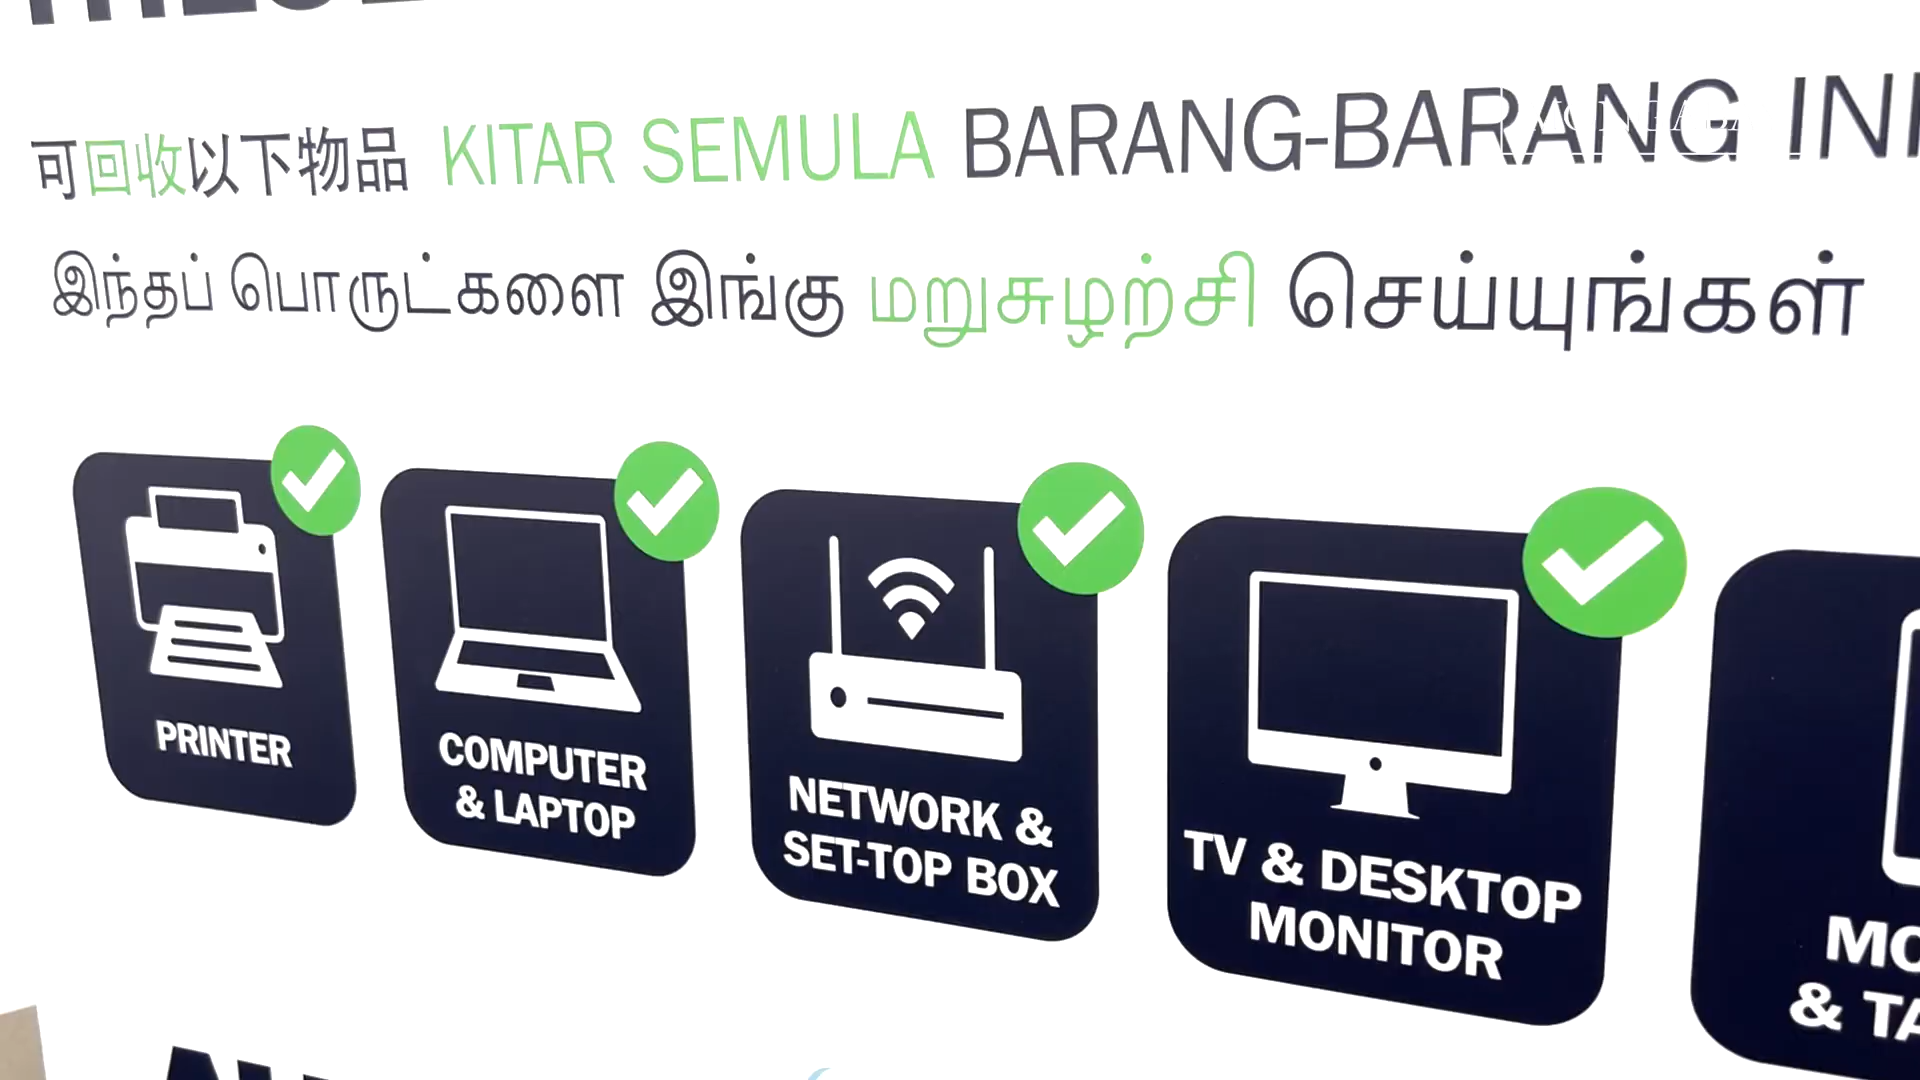 可回收以下物品 KITAR SEMULA BARANG-BARANG
இந்தப் பொருட்களை இங்கு மறுசுழற்சி செய்யுங்கள்
PRINTER
COMPUTER
& LAPTOP
NETWORK &
SET-TOP BOX
TV & DESKTOP
MONITOR
&